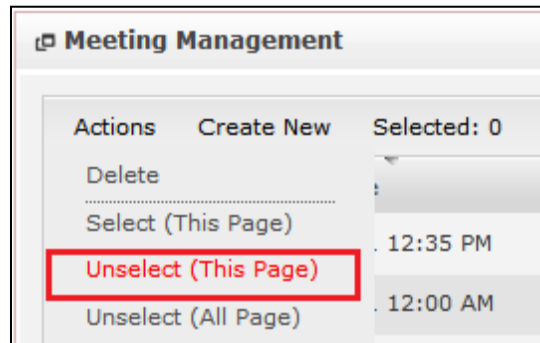 Meeting Management
Actions Create New Selected: 0
Delete
Select (This Page)
12:35 PM
Unselect (This Page)
12:00 AM
Unselect (All Page)